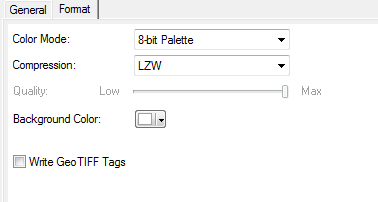 General Format
Color Mode: 8-bit Palette
Compression: LZW
Quality: Low Max
Background Color:
Write GeoTIFF Tags